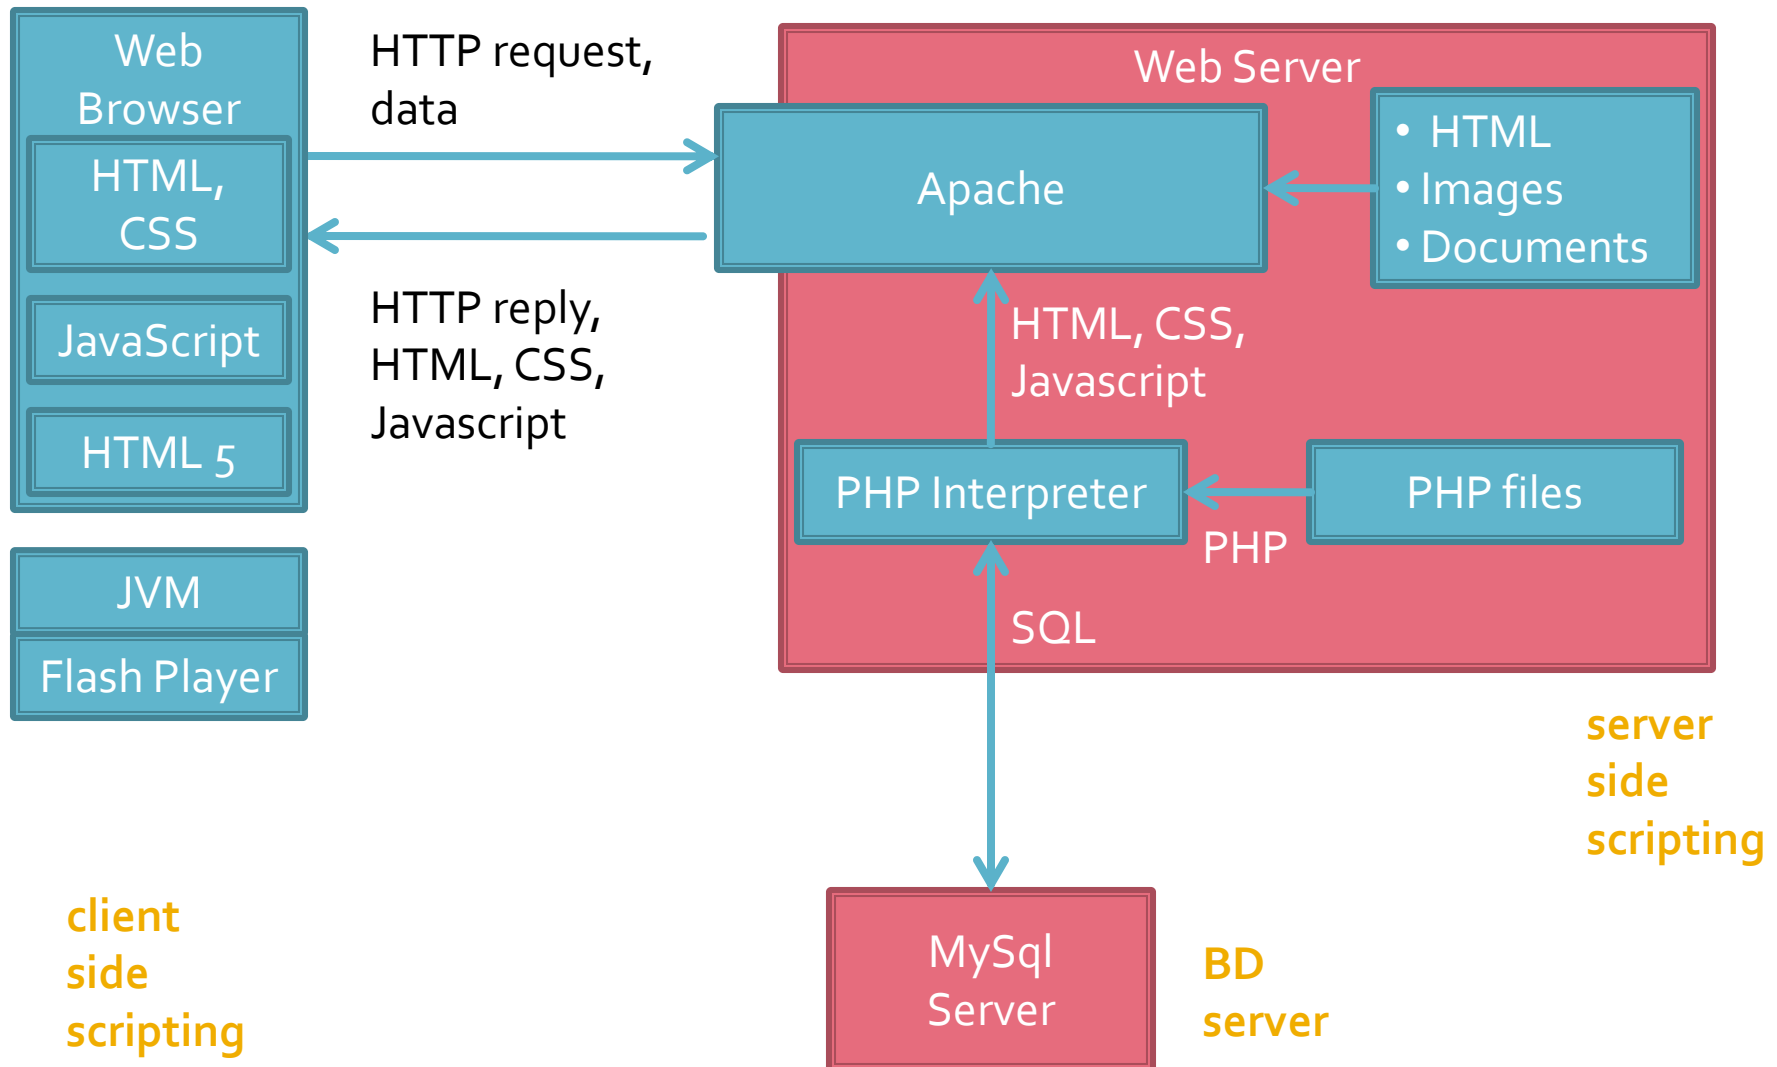 Web
Browser
HTML,
CSS
JavaScript
HTML 5
JVM
Flash Player
HTTP request,
data
HTTP reply,
HTML, CSS,
Javascript
Web Server
Apache
• HTML
• Images
• Documents
HTML, CSS,
Javascript
PHP Interpreter
PHP files
PHP
SQL
server
side
scripting
client
side
scripting
MySql
Server
BD
server